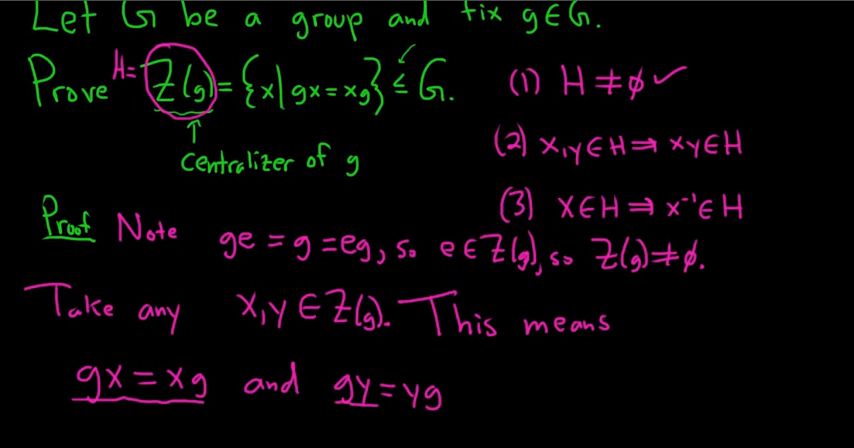 Let G be a group and fix g∈G.
Prove H= Z(g) = {x | gx = xg} ≤ G.
centralizer of g
(1) H ≠ ∅ ✓
(2) x,y∈H ⇒ xy∈H
(3) x∈H ⇒ x⁻¹∈H
Proof Note ge = g = eg, so e∈Z(g), so Z(g) ≠ ∅.
Take any x,y ∈ Z(g). This means
gx = xg and gy = yg